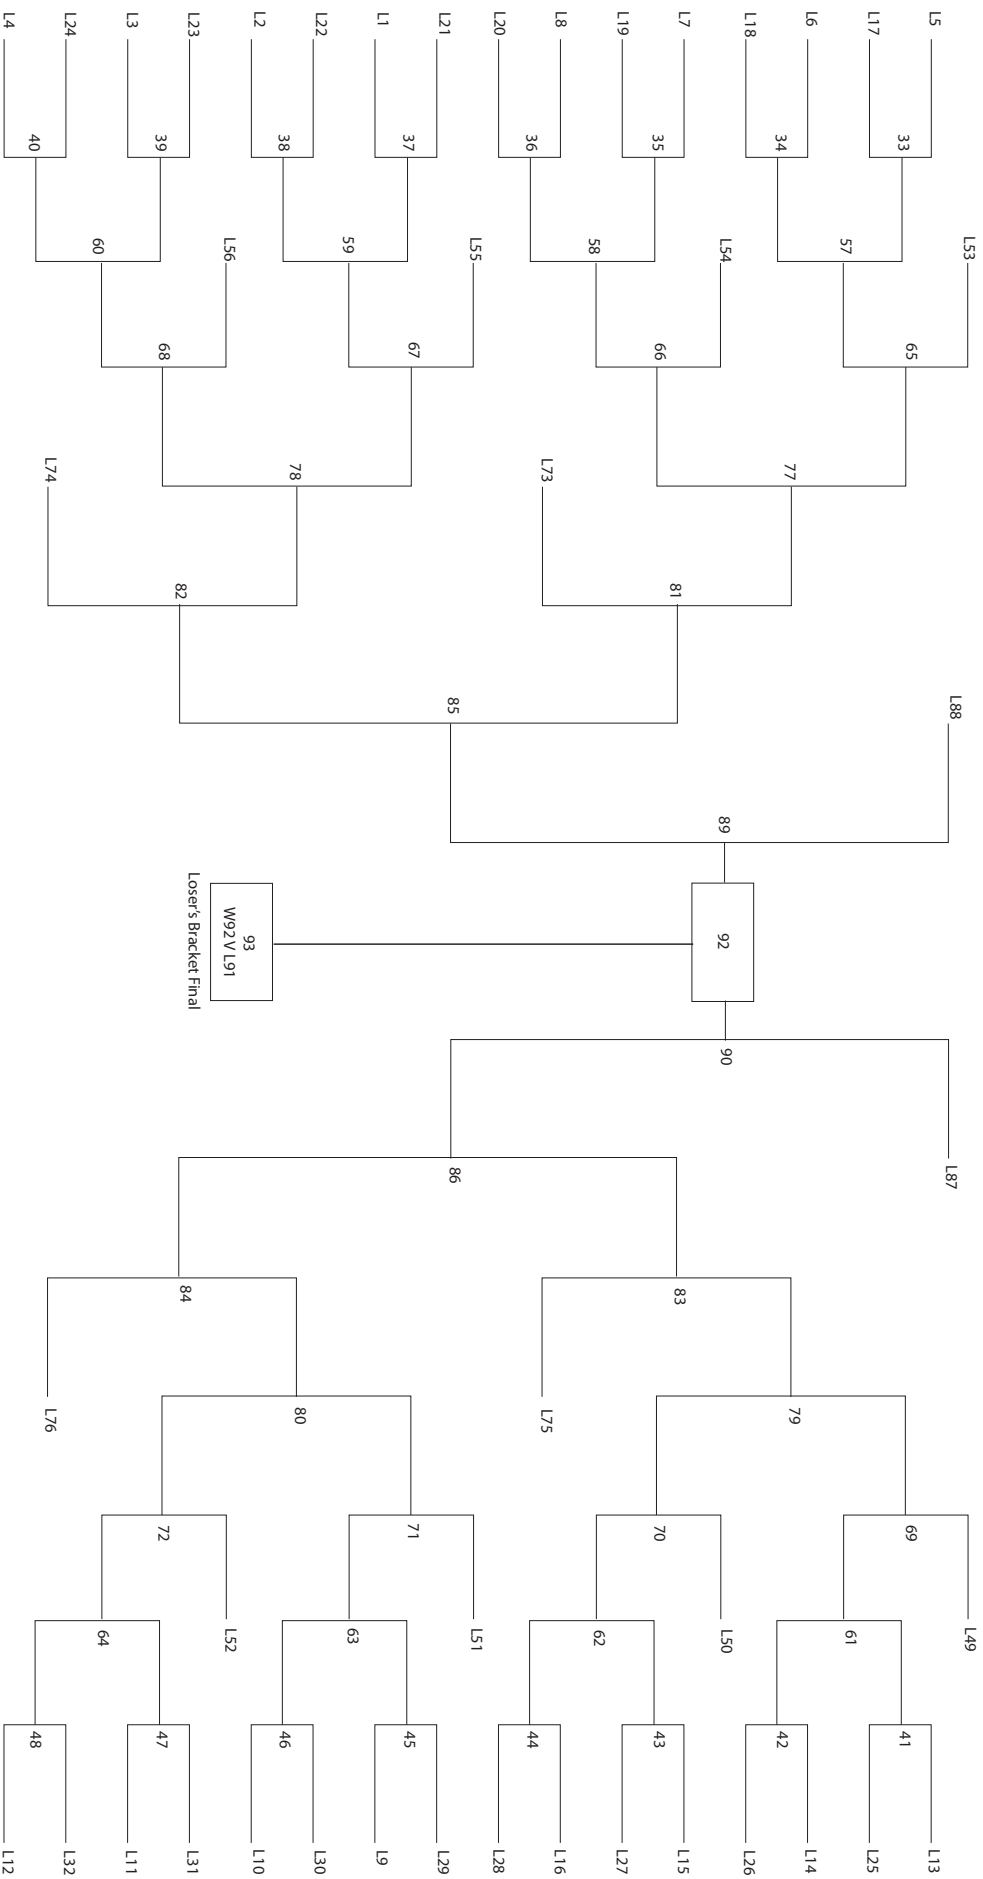 L5
L17
L6
L18
L7
L19
L8
L20
L21
L1
L22
L2
L23
L3
L24
L4
33
34
35
36
37
38
39
40
L53
57
L54
58
L55
59
L56
60
65
66
67
68
77
L73
78
L74
81
82
L88
85
89
92
93
W92 V L91
Loser's Bracket Final
90
L87
86
83
84
79
L75
80
L76
69
70
71
72
L49
61
L50
62
L51
63
L52
64
41
42
43
44
45
46
47
48
L13
L25
L14
L26
L15
L27
L16
L28
L29
L9
L30
L10
L31
L11
L32
L12